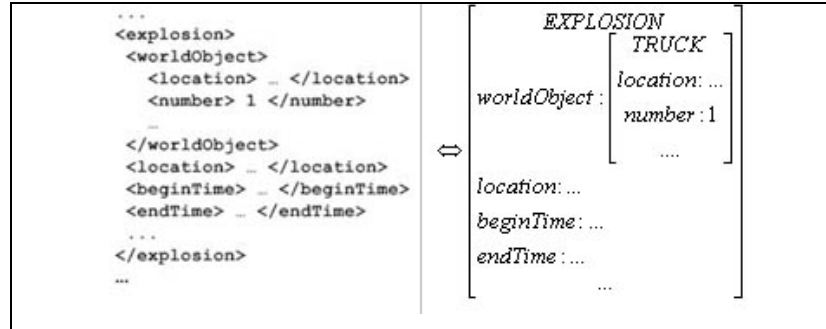 ...
<explosion>
<worldObject>
<location> … </location>
<number> 1 </number>
…
</worldObject>
<location> … </location>
<beginTime> … </beginTime>
<endTime> … </endTime>
...
</explosion>
…
⇔
EXPLOSION
TRUCK
location: ...
worldObject :
number : 1
....
location: ...
beginTime : ...
endTime : ...
...